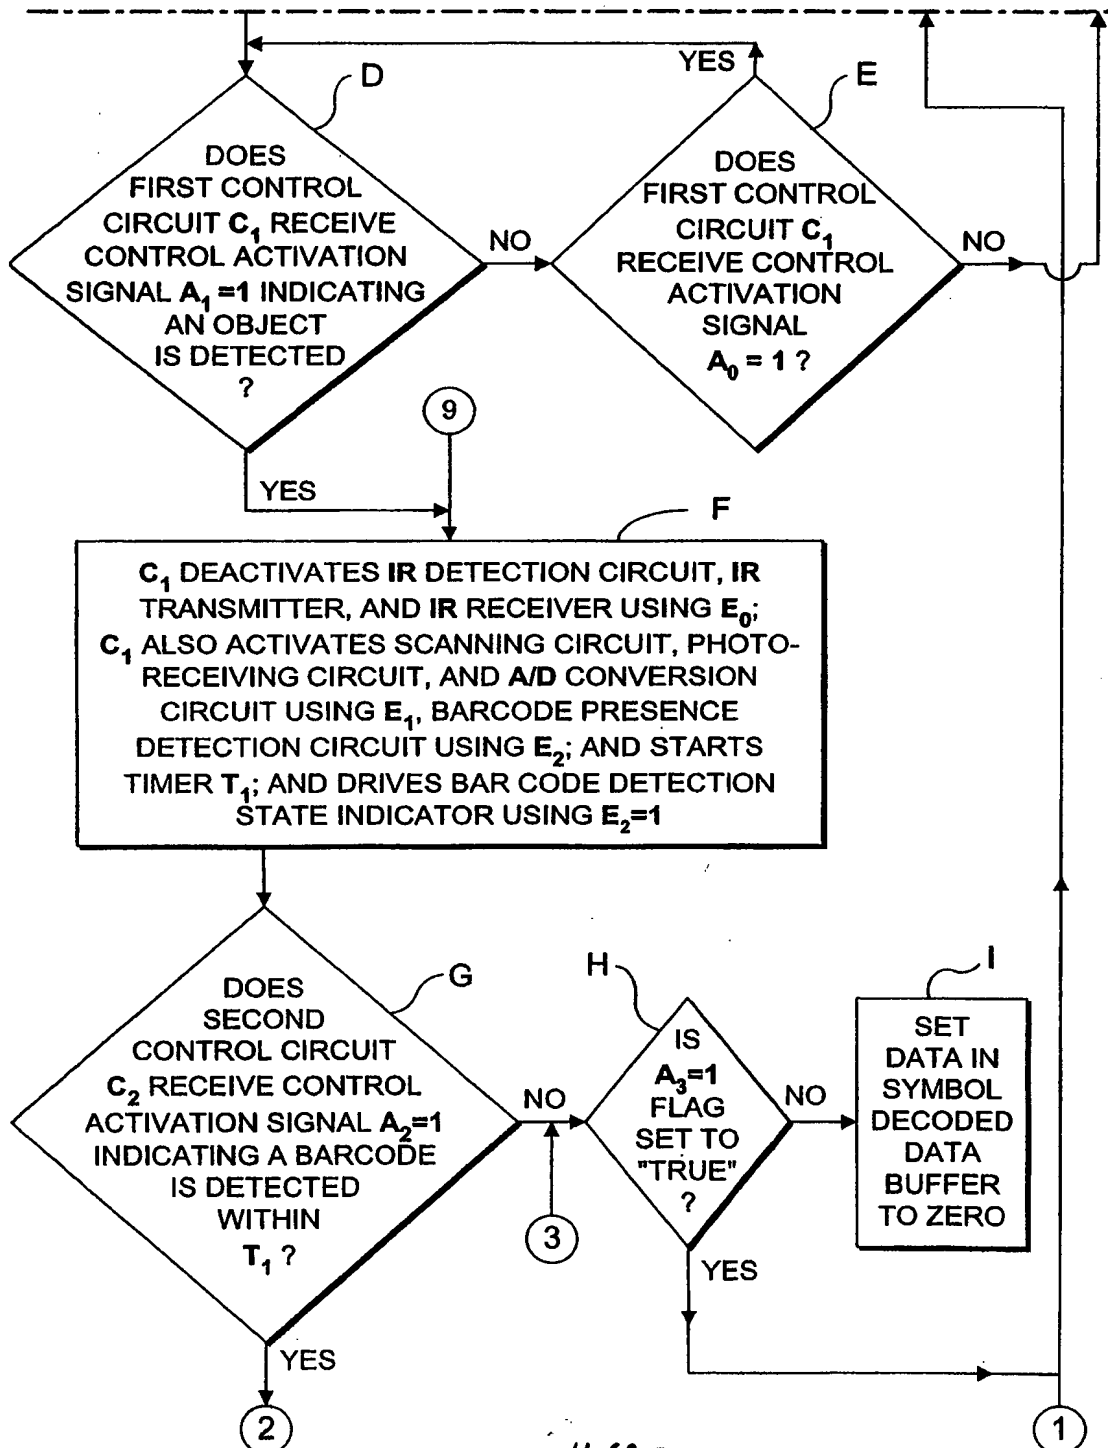 YES
D
E
DOES
FIRST CONTROL
CIRCUIT C₁ RECEIVE
CONTROL ACTIVATION
SIGNAL A₁ =1 INDICATING
AN OBJECT
IS DETECTED
?
NO
DOES
FIRST CONTROL
CIRCUIT C₁
RECEIVE CONTROL
ACTIVATION
SIGNAL
A₀ = 1 ?
NO
9
YES
F
C₁ DEACTIVATES IR DETECTION CIRCUIT, IR
TRANSMITTER, AND IR RECEIVER USING E₀;
C₁ ALSO ACTIVATES SCANNING CIRCUIT, PHOTO-
RECEIVING CIRCUIT, AND A/D CONVERSION
CIRCUIT USING E₁, BARCODE PRESENCE
DETECTION CIRCUIT USING E₂; AND STARTS
TIMER T₁; AND DRIVES BAR CODE DETECTION
STATE INDICATOR USING E₂=1
G
DOES
SECOND
CONTROL CIRCUIT
C₂ RECEIVE CONTROL
ACTIVATION SIGNAL A₂=1
INDICATING A BARCODE
IS DETECTED
WITHIN
T₁ ?
NO
3
H
IS
A₃=1
FLAG
SET TO
"TRUE"
?
NO
I
SET
DATA IN
SYMBOL
DECODED
DATA
BUFFER
TO ZERO
YES
YES
2
1